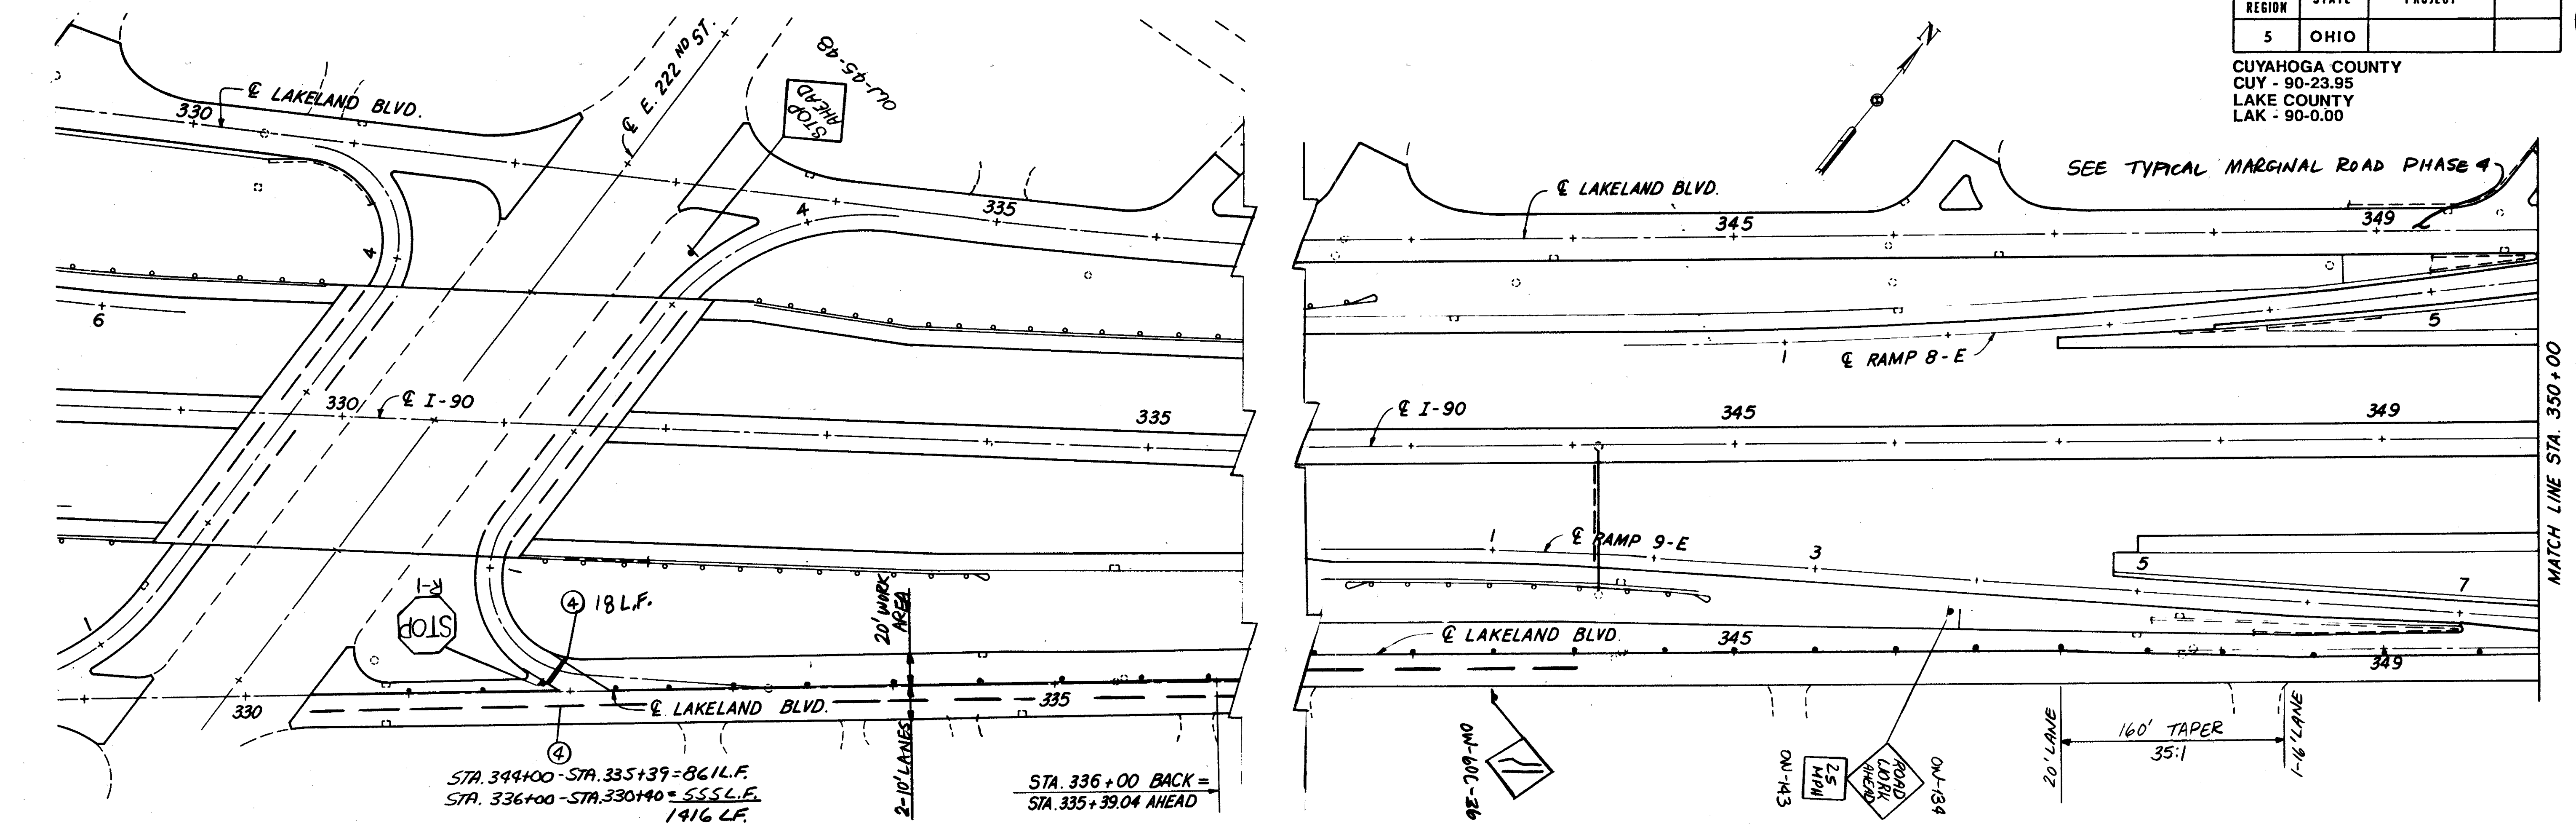 REGION STATE PROJECT
5 OHIO
CUYAHOGA COUNTY
CUY - 90-23.95
LAKE COUNTY
LAK - 90-0.00
N
SEE TYPICAL MARGINAL ROAD PHASE 4
℄ LAKELAND BLVD.
330
℄ E. 222 ND ST.
OW-45-48
STOP
AHEAD
4
4
335
6
330
℄ I-90
335
R-1
STOP
1
1
④ 18 L.F.
20' WORK
AREA
330
℄ LAKELAND BLVD.
335
2-10' LANES
④
STA. 344+00 - STA. 335+39 = 861 L.F.
STA. 336+00 - STA. 330+40 = 555 L.F.
1416 L.F.
STA. 336+00 BACK =
STA. 335+39.04 AHEAD
℄ LAKELAND BLVD.
345
349
5
1
℄ RAMP 8-E
℄ I-90
345
349
MATCH LINE STA. 350+00
1
℄ RAMP 9-E
3
5
7
℄ LAKELAND BLVD.
345
349
OW-143
25
MPH
ROAD
WORK
AHEAD
OW-134
20' LANE
160' TAPER
35:1